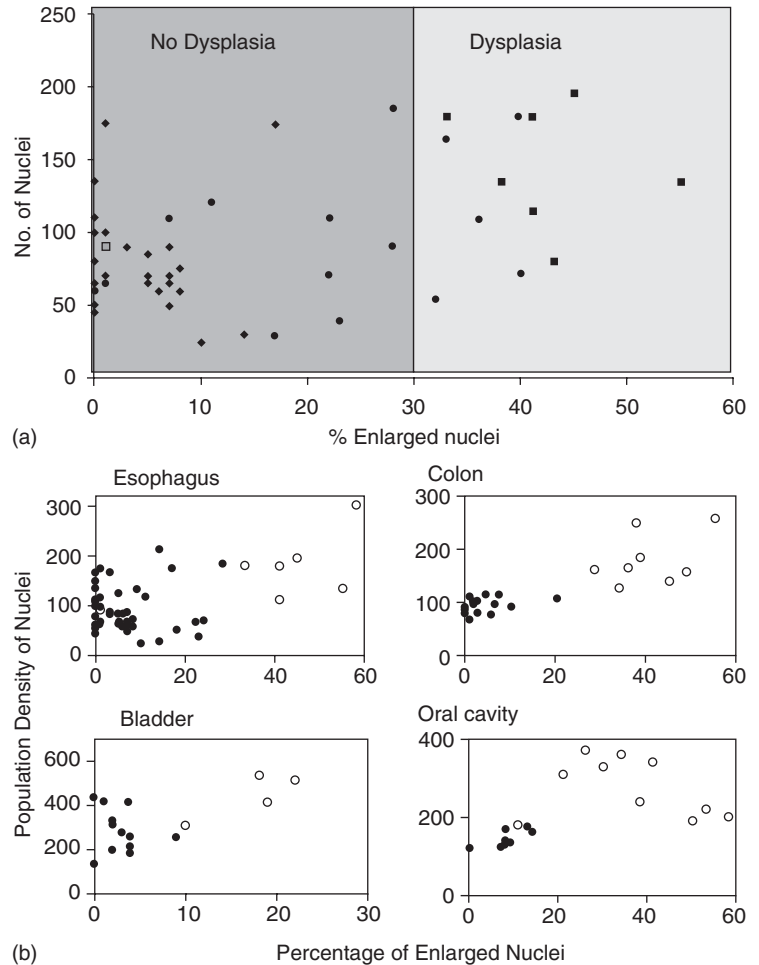 250
No Dysplasia
Dysplasia
200
150
No. of Nuclei
100
50
0
0 10 20 30 40 50 60
(a)
% Enlarged nuclei
Esophagus
Colon
300
200
100
0
0 20 40 60
300
200
100
0
0 20 40 60
Population Density of Nuclei
Bladder
Oral cavity
600
400
200
0
0 10 20 30
400
200
0
0 20 40 60
(b)
Percentage of Enlarged Nuclei